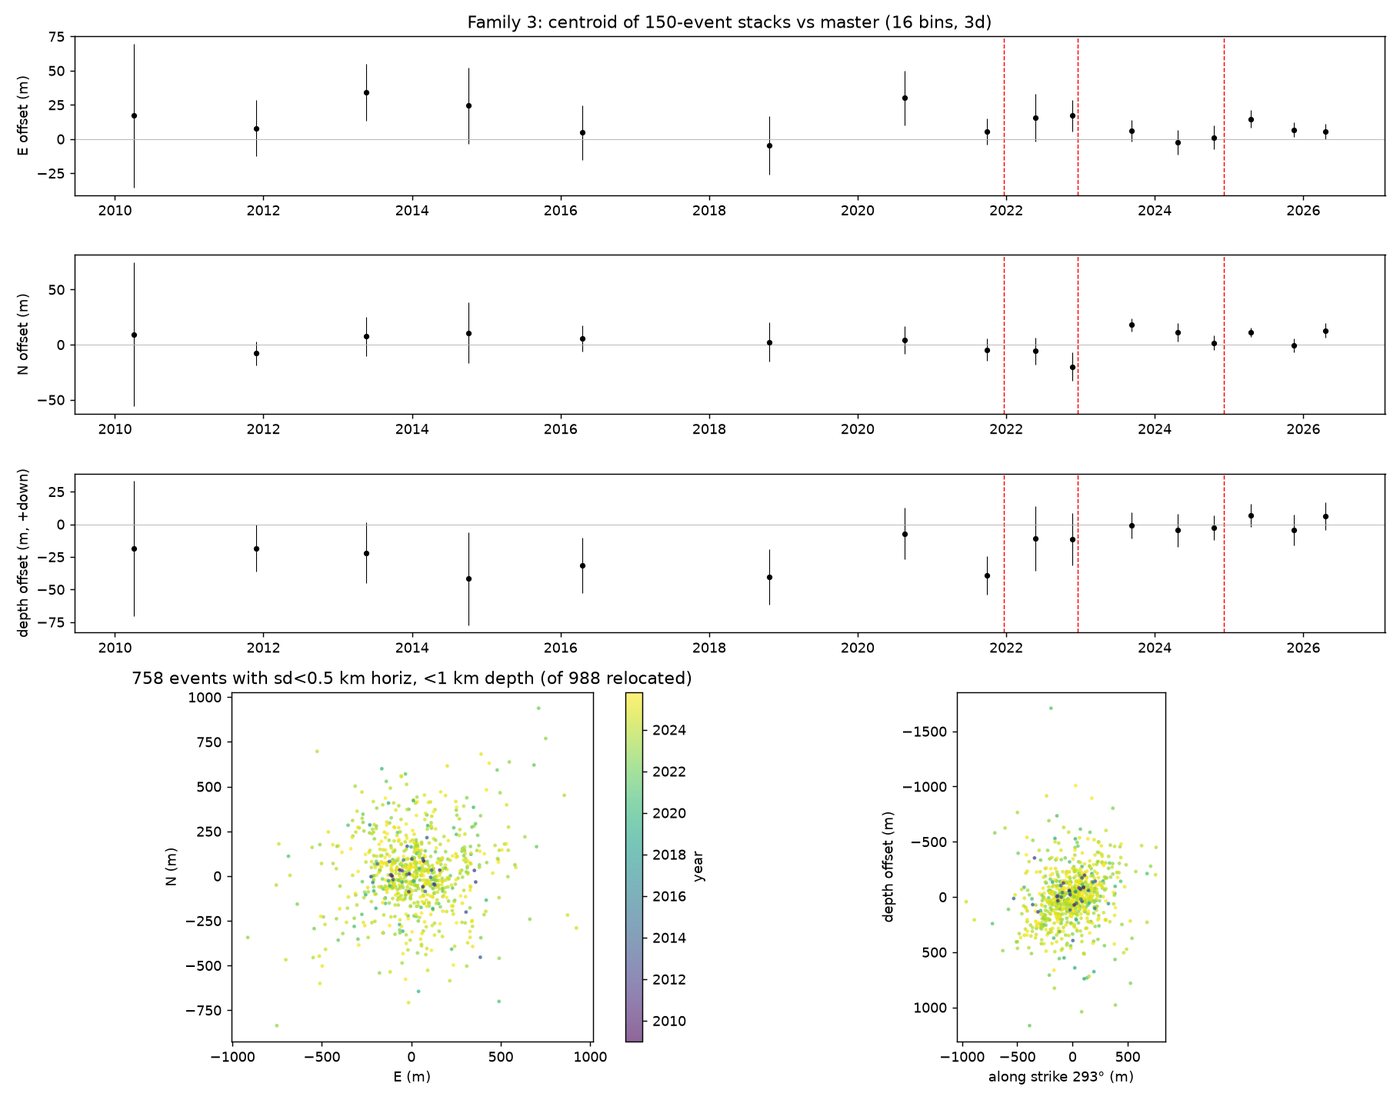 Family 3: centroid of 150-event stacks vs master (16 bins, 3d)
75
50
25
0
−25
E offset (m)
2010 2012 2014 2016 2018 2020 2022 2024 2026
50
0
−50
N offset (m)
2010 2012 2014 2016 2018 2020 2022 2024 2026
25
0
−25
−50
−75
depth offset (m, +down)
2010 2012 2014 2016 2018 2020 2022 2024 2026
758 events with sd<0.5 km horiz, <1 km depth (of 988 relocated)
1000
750
500
250
0
−250
−500
−750
N (m)
−1000 −500 0 500 1000
E (m)
2024
2022
2020
2018
2016
2014
2012
2010
year
−1500
−1000
−500
0
500
1000
depth offset (m)
−1000 −500 0 500
along strike 293° (m)